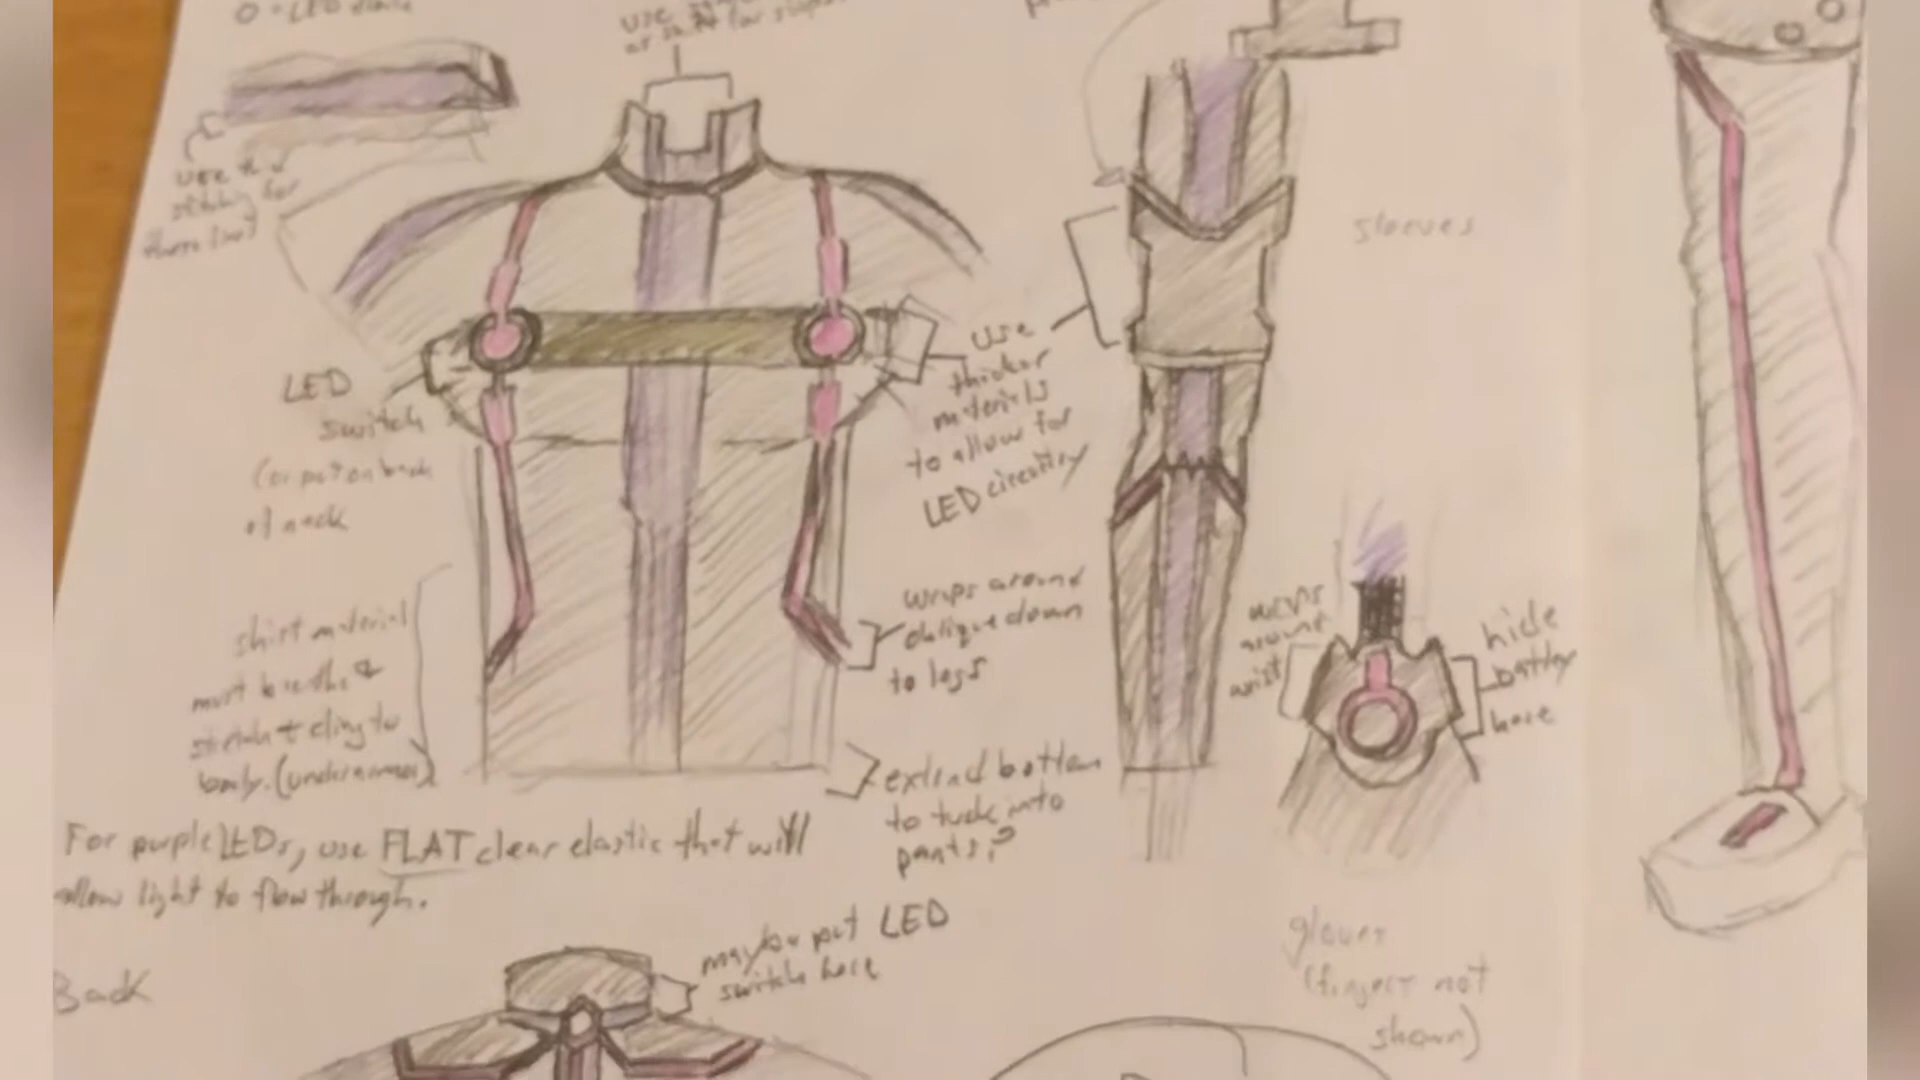 O = LED
use
use this
stitching for
LED
switch
(or put on back
of neck
use
thicker
materials
to allow for
LED circuitry
sleeves
shirt material
must breathe &
stretch + cling to
body. (underarmor)
wraps around
oblique down
to legs
extend bottom
to tuck into
pants?
wraps
around
wrist
hide
battery
here
For purple LEDs, use FLAT clear elastic that will
allow light to flow through.
Back
maybe put LED
switch here
gloves
(fingers not
shown)